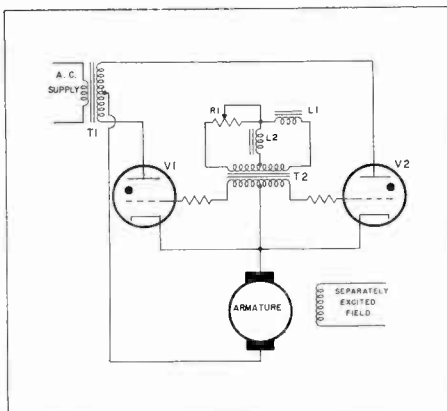 A. C.
SUPPLY
T1
R1
L1
L2
T2
V1
V2
ARMATURE
SEPARATELY
EXCITED
FIELD